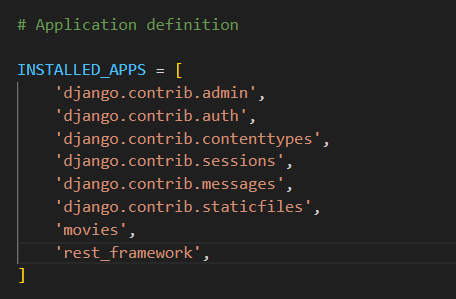 # Application definition
INSTALLED_APPS = [
    'django.contrib.admin',
    'django.contrib.auth',
    'django.contrib.contenttypes',
    'django.contrib.sessions',
    'django.contrib.messages',
    'django.contrib.staticfiles',
    'movies',
    'rest_framework',
]